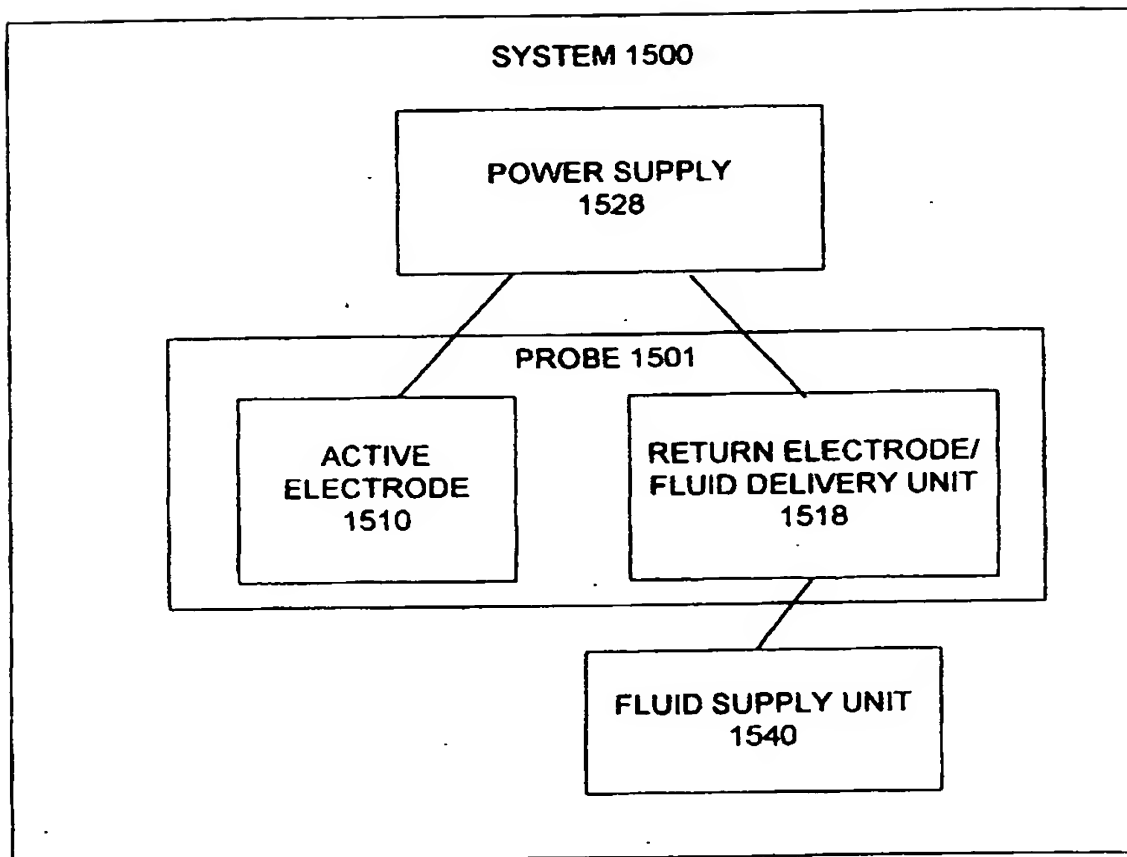 SYSTEM 1500
POWER SUPPLY
1528
PROBE 1501
ACTIVE
ELECTRODE
1510
RETURN ELECTRODE/
FLUID DELIVERY UNIT
1518
FLUID SUPPLY UNIT
1540